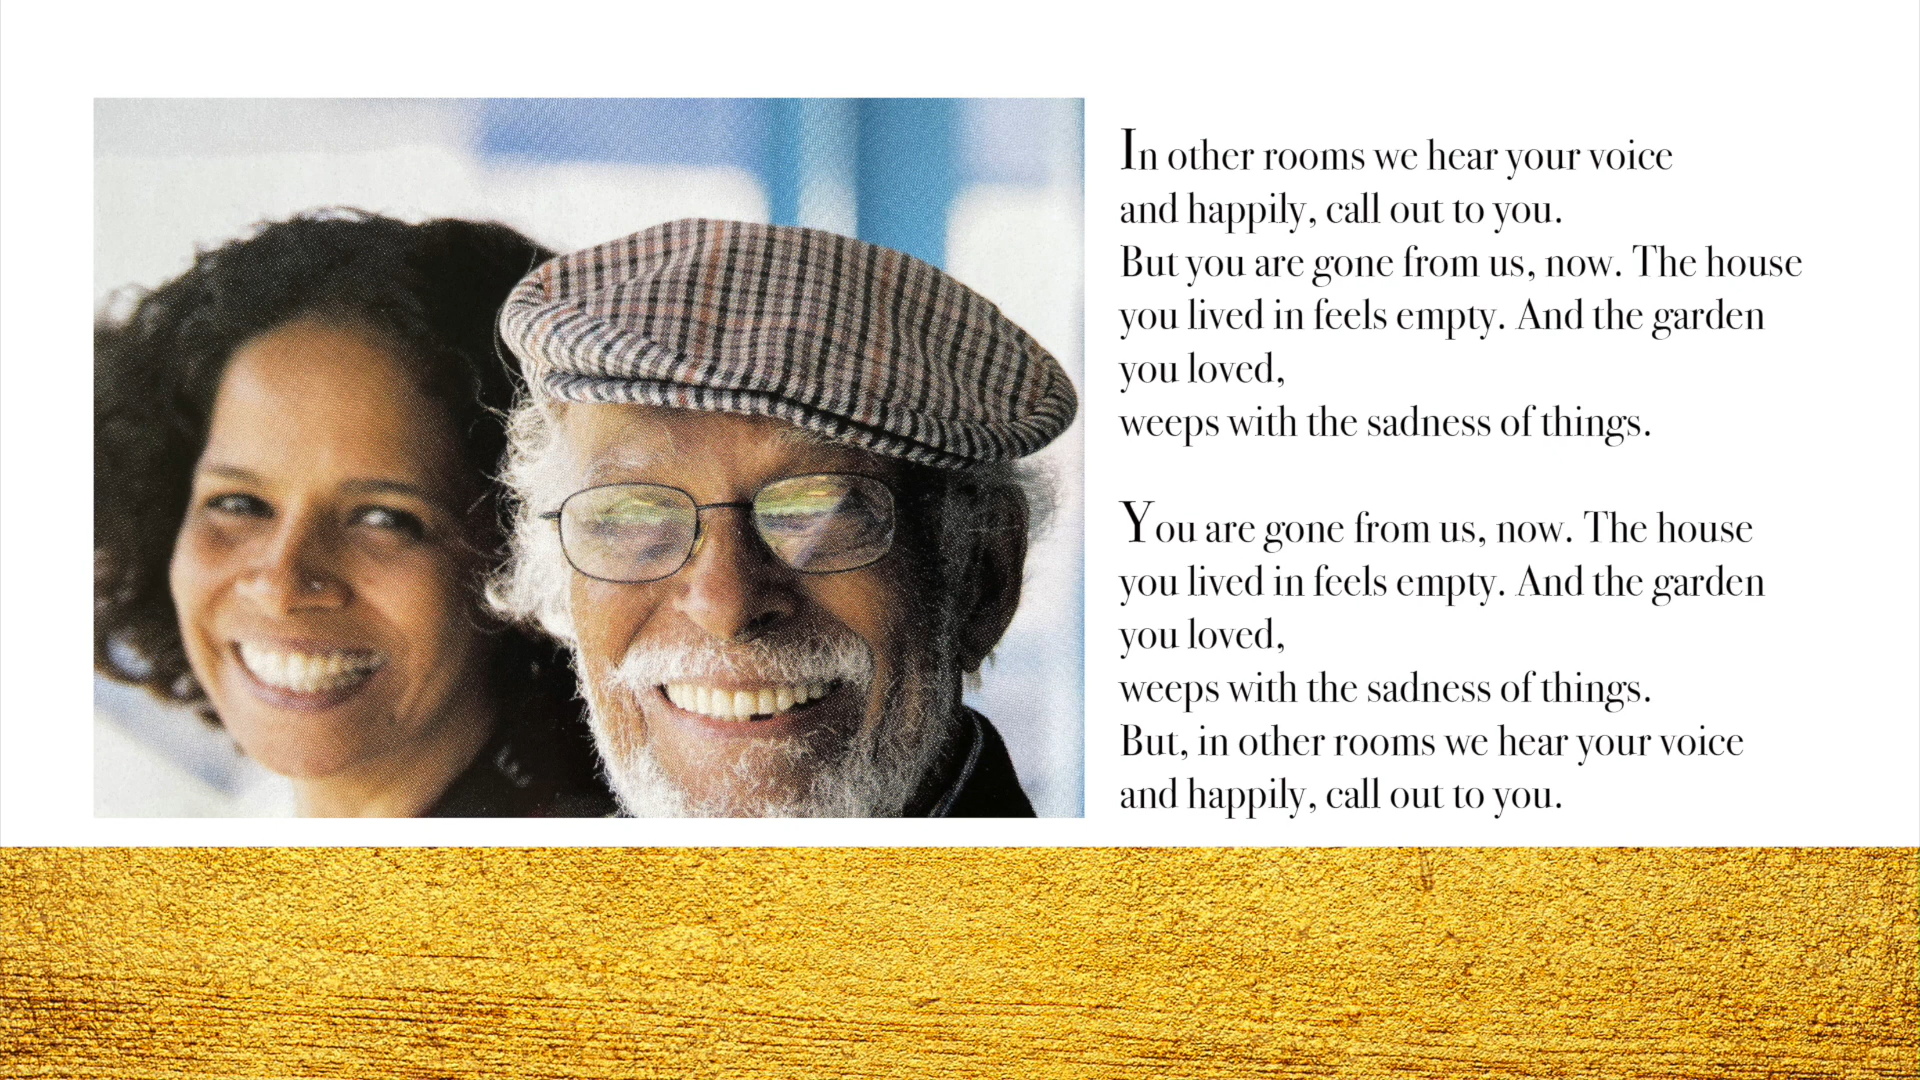 In other rooms we hear your voice
and happily, call out to you.
But you are gone from us, now. The house
you lived in feels empty. And the garden
you loved,
weeps with the sadness of things.
You are gone from us, now. The house
you lived in feels empty. And the garden
you loved,
weeps with the sadness of things.
But, in other rooms we hear your voice
and happily, call out to you.